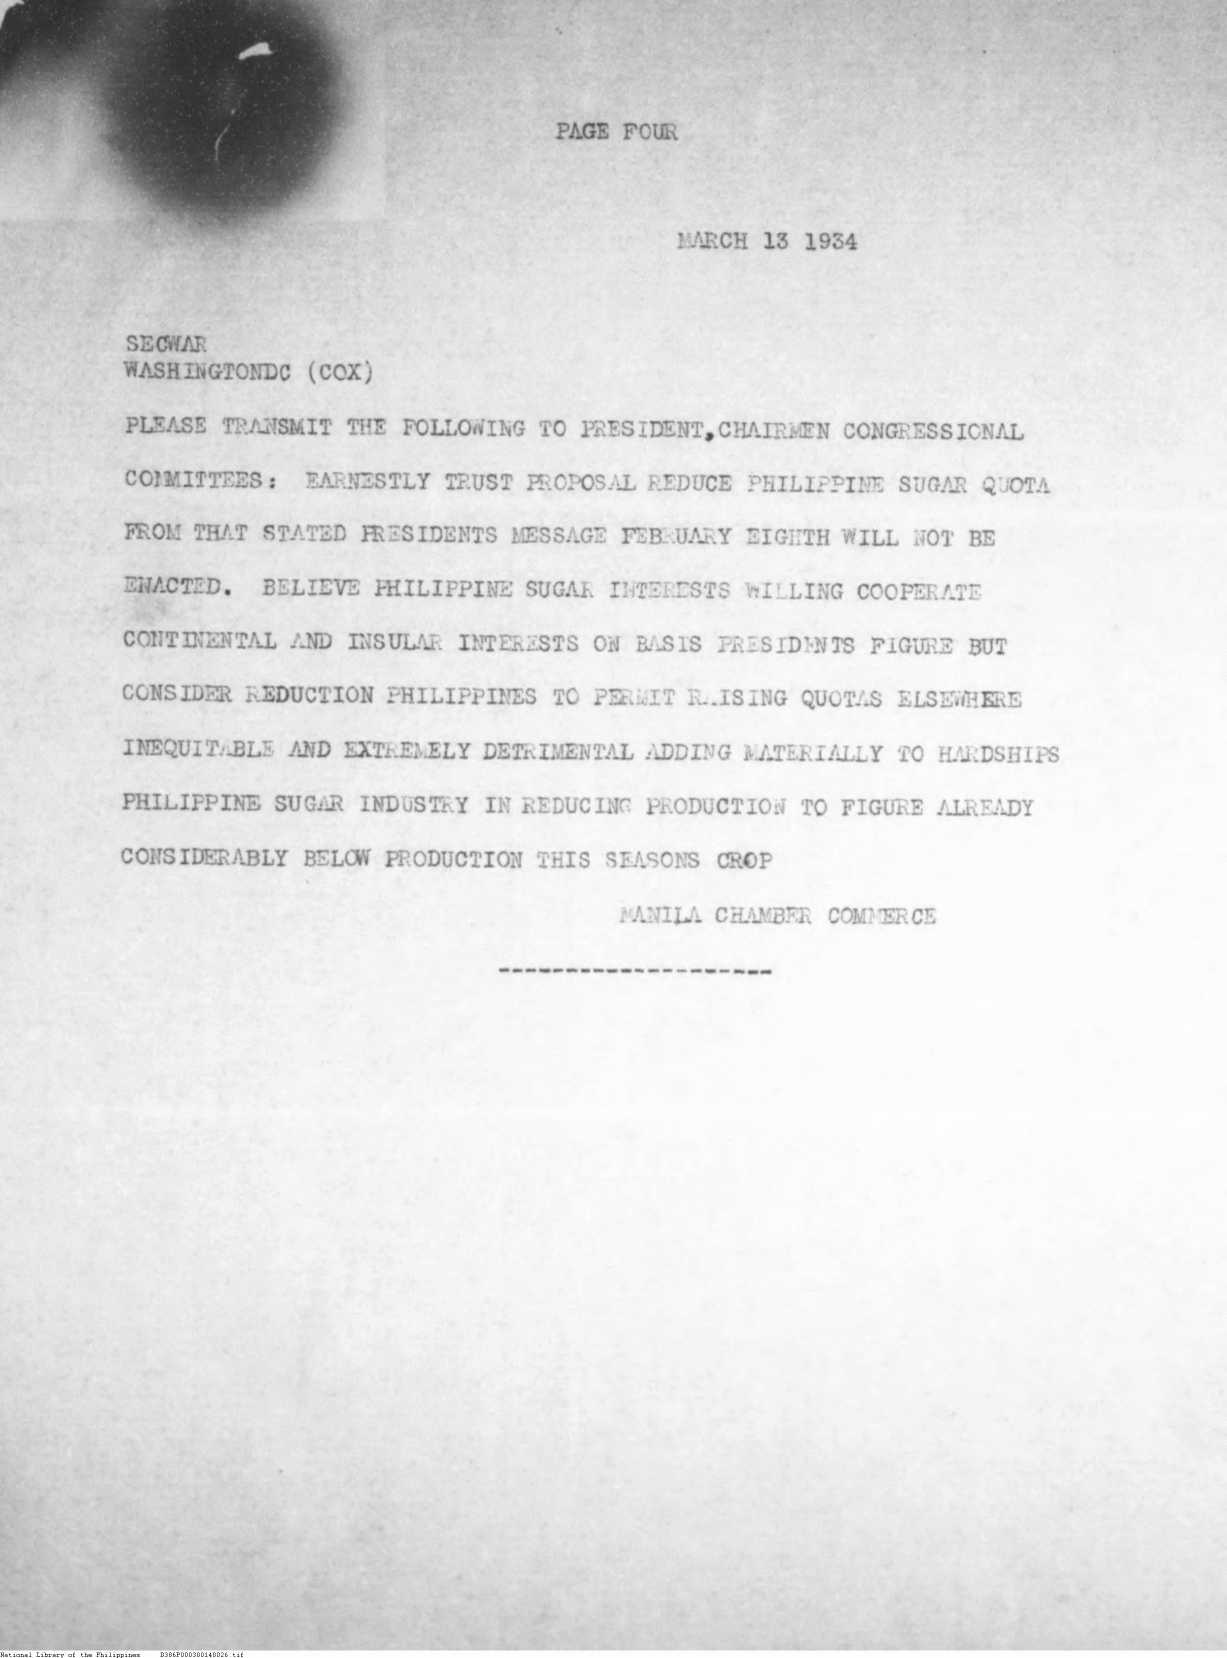 PAGE FOUR
MARCH 13 1934
SECWAR
WASHINGTONDC (COX)
PLEASE TRANSMIT THE FOLLOWING TO PRESIDENT,CHAIRMEN CONGRESSIONAL
COMMITTEES: EARNESTLY TRUST PROPOSAL REDUCE PHILIPPINE SUGAR QUOTA
FROM THAT STATED PRESIDENTS MESSAGE FEBRUARY EIGHTH WILL NOT BE
ENACTED. BELIEVE PHILIPPINE SUGAR INTERESTS WILLING COOPERATE
CONTINENTAL AND INSULAR INTERESTS ON BASIS PRESIDENTS FIGURE BUT
CONSIDER REDUCTION PHILIPPINES TO PERMIT RAISING QUOTAS ELSEWHERE
INEQUITABLE AND EXTREMELY DETRIMENTAL ADDING MATERIALLY TO HARDSHIPS
PHILIPPINE SUGAR INDUSTRY IN REDUCING PRODUCTION TO FIGURE ALREADY
CONSIDERABLY BELOW PRODUCTION THIS SEASONS CROP
MANILA CHAMBER COMMERCE
--------------------
National Library of the Philippines B386P000300140026.tif